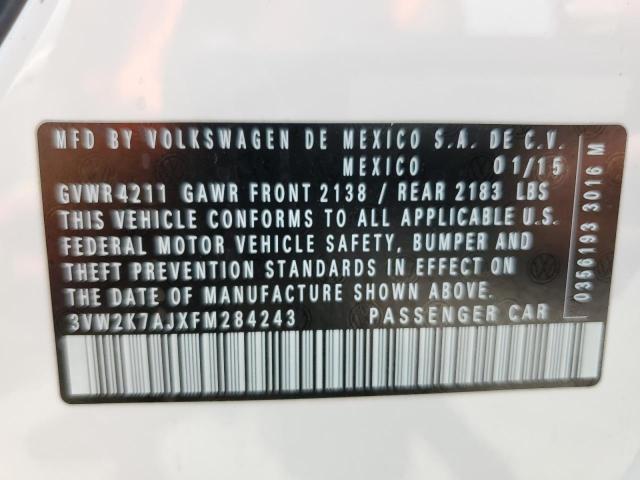 MFD BY VOLKSWAGEN DE MEXICO S.A. DE C.V.
MEXICO 01/15
GVWR 4211 GAWR FRONT 2138 / REAR 2183 LBS
THIS VEHICLE CONFORMS TO ALL APPLICABLE U.S.
FEDERAL MOTOR VEHICLE SAFETY, BUMPER AND
THEFT PREVENTION STANDARDS IN EFFECT ON
THE DATE OF MANUFACTURE SHOWN ABOVE.
3VW2K7AJXFM284243 PASSENGER CAR
0356193 3016 M